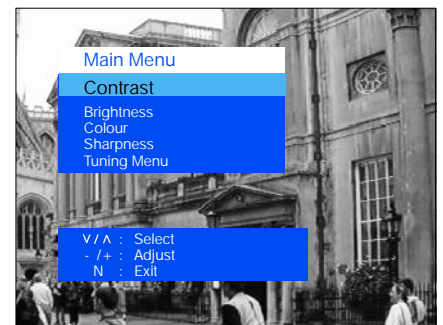 Main Menu
Contrast
Brightness
Colour
Sharpness
Tuning Menu
V / Λ : Select
- / + : Adjust
N : Exit